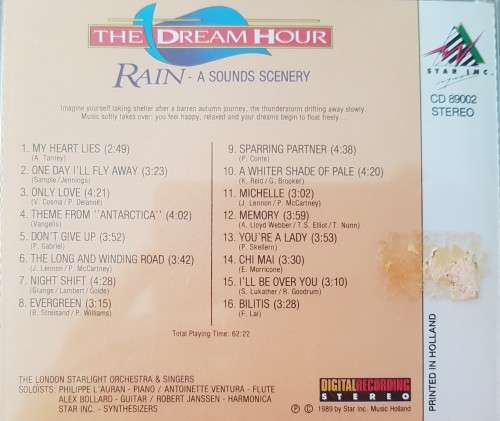 THE DREAM HOUR
RAIN - A SOUNDS SCENERY
STAR INC.
CD 89002
STEREO
Imagine yourself taking shelter after a barren autumn journey, the thunderstorm drifting away slowly.
Music softly takes over: you feel happy, relaxed and your dreams begin to float freely. . .
1. MY HEART LIES (2:49)
(A. Tanrey)
2. ONE DAY I'LL FLY AWAY (3:23)
(Sample/Jennings)
3. ONLY LOVE (4:21)
(V. Cosma / P. Delanné)
4. THEME FROM "ANTARCTICA" (4:02)
(Vangelis)
5. DON'T GIVE UP (3:52)
(P. Gabriel)
6. THE LONG AND WINDING ROAD (3:42)
(J. Lennon / P. McCartney)
7. NIGHT SHIFT (4:28)
(Orange / Lambert / Golde)
8. EVERGREEN (3:15)
(B. Streisand / P. Williams)
9. SPARRING PARTNER (4:38)
(P. Conte)
10. A WHITER SHADE OF PALE (4:20)
(K. Reid / G. Brooker)
11. MICHELLE (3:02)
(J. Lennon / P. McCartney)
12. MEMORY (3:59)
(A. Lloyd Webber / T.S. Elliot / T. Nunn)
13. YOU'RE A LADY (3:53)
(P. Skellern)
14. CHI MAI (3:30)
(E. Morricone)
15. I'LL BE OVER YOU (3:10)
(S. Lukather / R. Goodrum)
16. BILITIS (3:28)
(F. Lai)
Total Playing Time: 62:22
THE LONDON STARLIGHT ORCHESTRA & SINGERS
SOLOISTS: PHILIPPE L'AURAN - PIANO / ANTOINETTE VENTURA - FLUTE
ALEX BOLLARD - GUITAR / ROBERT JANSSEN - HARMONICA
STAR INC. - SYNTHESIZERS
DIGITAL RECORDING
STEREO
Ⓟ © 1989 by Star Inc. Music Holland
PRINTED IN HOLLAND